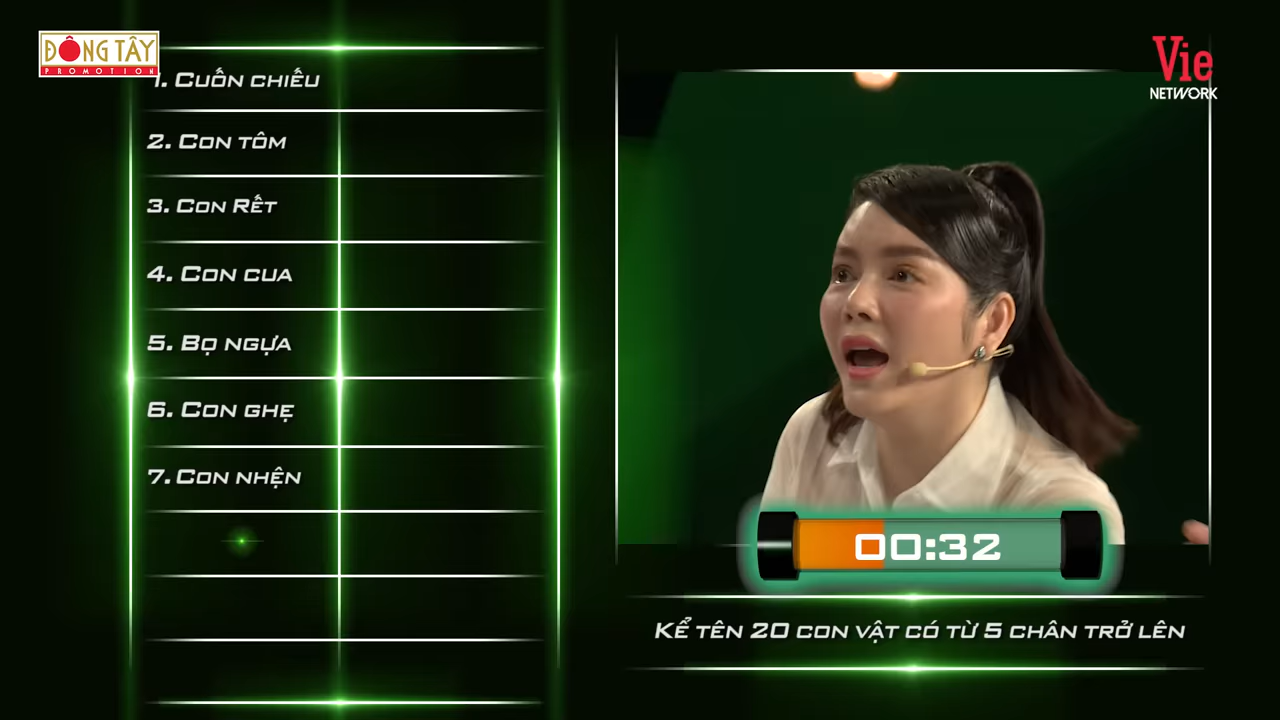 ĐÔNG TÂY
PROMOTION
Vie
NETWORK
1. Cuốn chiếu
2. Con tôm
3. Con Rết
4. Con cua
5. Bọ ngựa
6. Con ghẹ
7. Con nhện
00:32
Kể tên 20 con vật có từ 5 chân trở lên